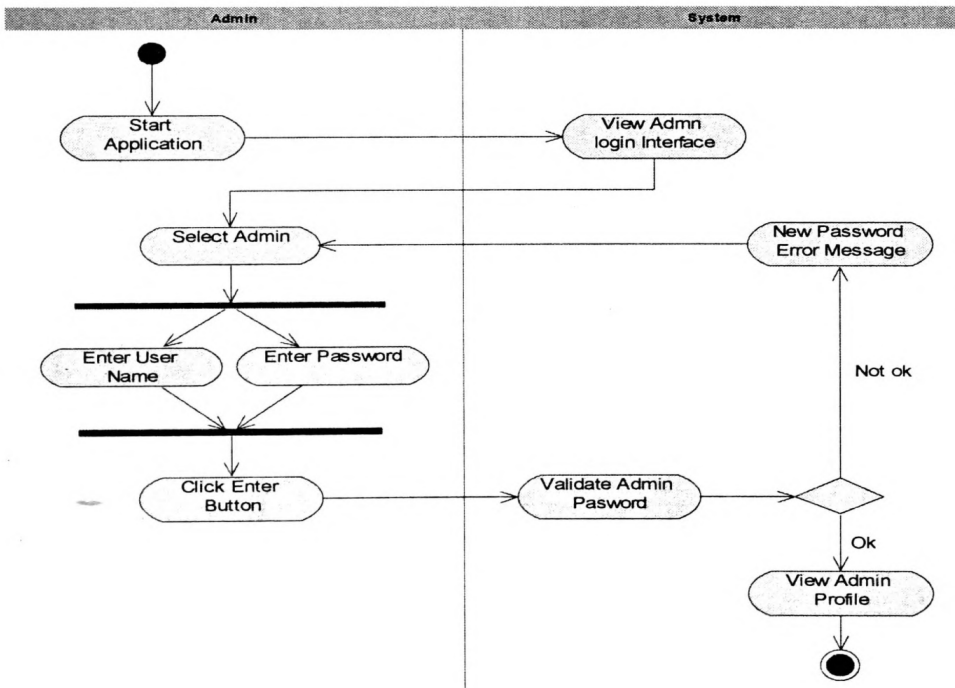 Admin
System
Start
Application
View Admn
login Interface
Select Admin
New Password
Error Message
Enter User
Name
Enter Password
Not ok
Click Enter
Button
Validate Admin
Pasword
Ok
View Admin
Profile